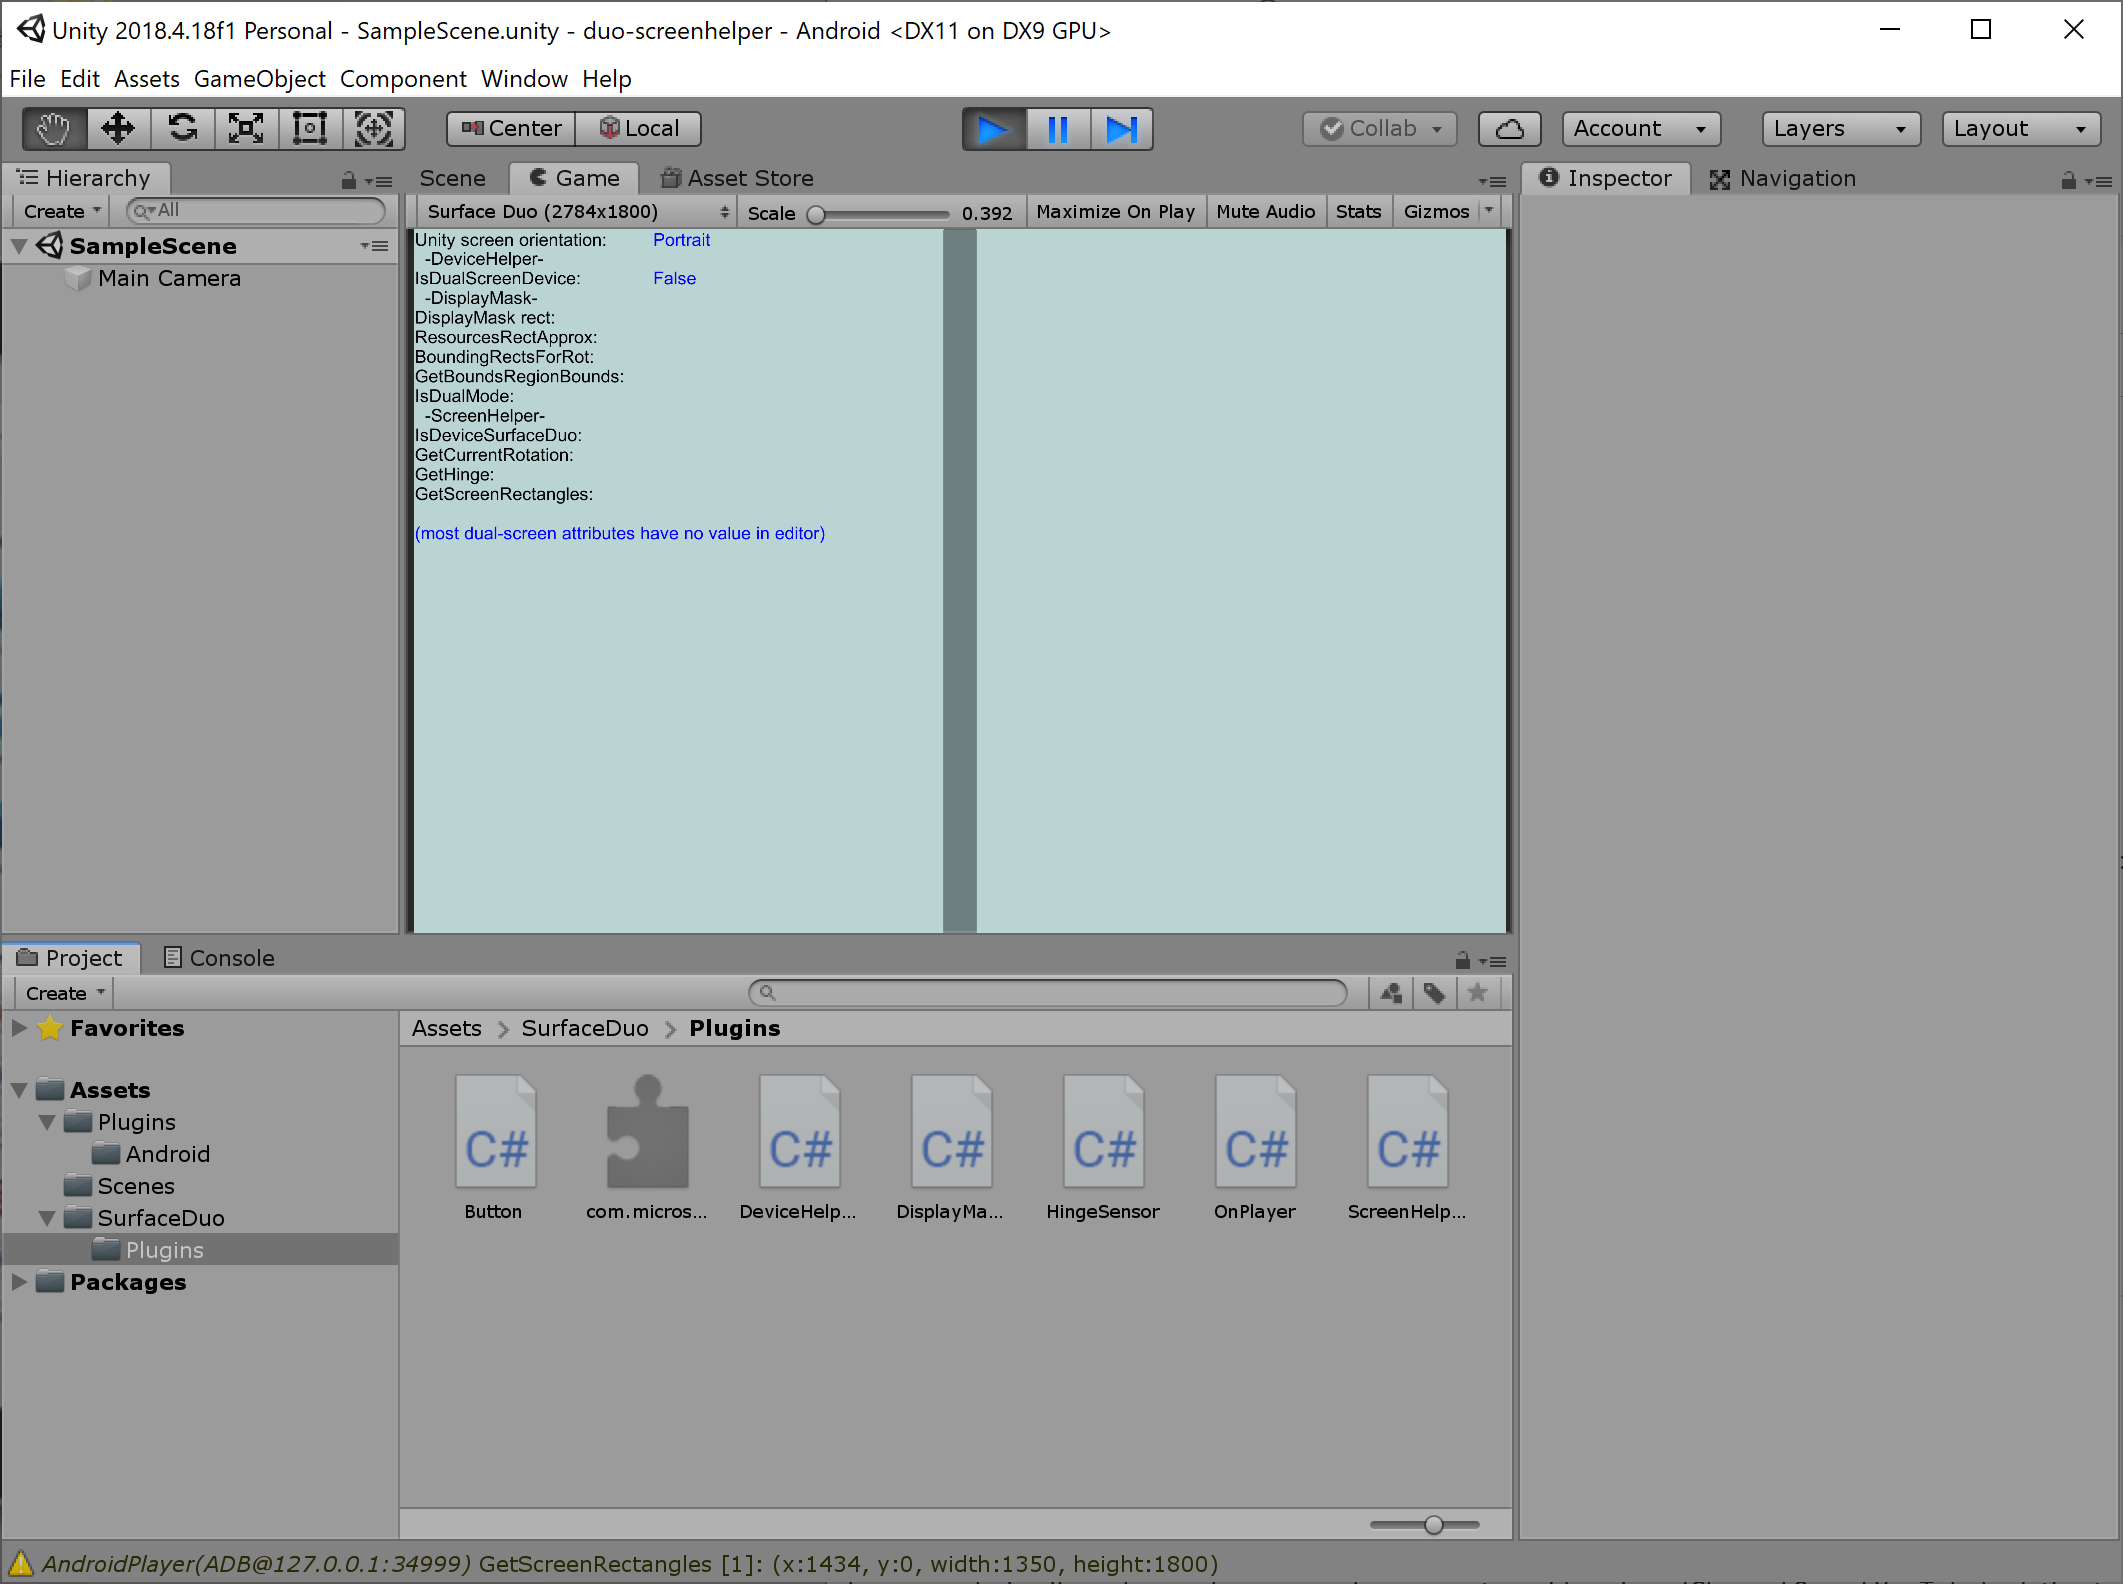 Unity 2018.4.18f1 Personal - SampleScene.unity - duo-screenhelper - Android <DX11 on DX9 GPU>
File Edit Assets GameObject Component Window Help
Center Local Collab Account Layers Layout
Hierarchy Scene Game Asset Store Inspector Navigation
Create All Surface Duo (2784x1800) Scale 0.392 Maximize On Play Mute Audio Stats Gizmos
SampleScene
Main Camera
Unity screen orientation: Portrait
-DeviceHelper-
IsDualScreenDevice: False
-DisplayMask-
DisplayMask rect:
ResourcesRectApprox:
BoundingRectsForRot:
GetBoundsRegionBounds:
IsDualMode:
-ScreenHelper-
IsDeviceSurfaceDuo:
GetCurrentRotation:
GetHinge:
GetScreenRectangles:
(most dual-screen attributes have no value in editor)
Project Console
Create
Favorites
Assets
Plugins
Android
Scenes
SurfaceDuo
Plugins
Packages
Assets > SurfaceDuo > Plugins
C# C# C# C# C# C#
Button com.micros... DeviceHelp... DisplayMa... HingeSensor OnPlayer ScreenHelp...
AndroidPlayer(ADB@127.0.0.1:34999) GetScreenRectangles [1]: (x:1434, y:0, width:1350, height:1800)